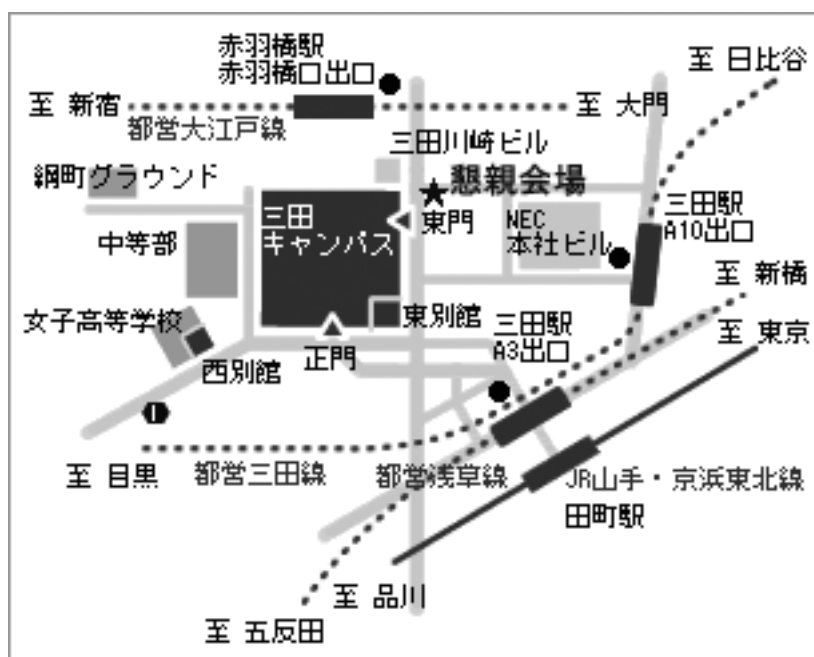 赤羽橋駅
赤羽橋口出口
至 日比谷
至 新宿
至 大門
都営大江戸線
三田川崎ビル
綱町グラウンド
懇親会場
三田
キャンパス
東門
NEC
本社ビル
三田駅
A10出口
中等部
至 新橋
女子高等学校
東別館
三田駅
A3出口
至 東京
西別館
正門
至 目黒
都営三田線
都営浅草線
JR山手・京浜東北線
田町駅
至 品川
至 五反田